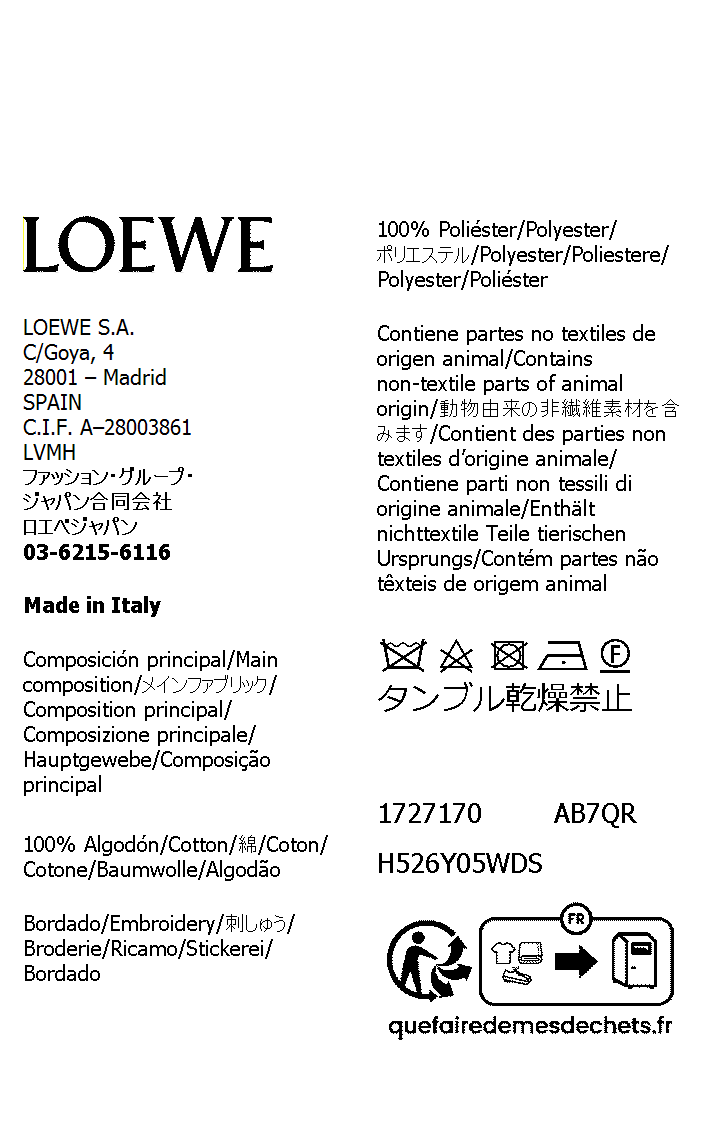 LOEWE
LOEWE S.A.
C/Goya, 4
28001 – Madrid
SPAIN
C.I.F. A–28003861
LVMH
ファッション・グループ・
ジャパン合同会社
ロエベジャパン
03-6215-6116
Made in Italy
Composición principal/Main
composition/メインファブリック/
Composition principal/
Composizione principale/
Hauptgewebe/Composição
principal
100% Algodón/Cotton/綿/Coton/
Cotone/Baumwolle/Algodão
Bordado/Embroidery/刺しゅう/
Broderie/Ricamo/Stickerei/
Bordado
100% Poliéster/Polyester/
ポリエステル/Polyester/Poliestere/
Polyester/Poliéster
Contiene partes no textiles de
origen animal/Contains
non-textile parts of animal
origin/動物由来の非繊維素材を含
みます/Contient des parties non
textiles d’origine animale/
Contiene parti non tessili di
origine animale/Enthält
nichttextile Teile tierischen
Ursprungs/Contém partes não
têxteis de origem animal
F
タンブル乾燥禁止
1727170 AB7QR
H526Y05WDS
FR
quefairedemesdechets.fr